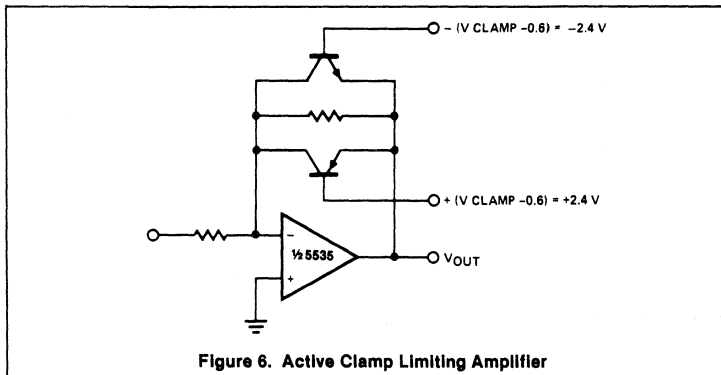 – (V CLAMP –0.6) = –2.4 V
+ (V CLAMP –0.6) = +2.4 V
–
½ 5535
+
VOUT
Figure 6. Active Clamp Limiting Amplifier